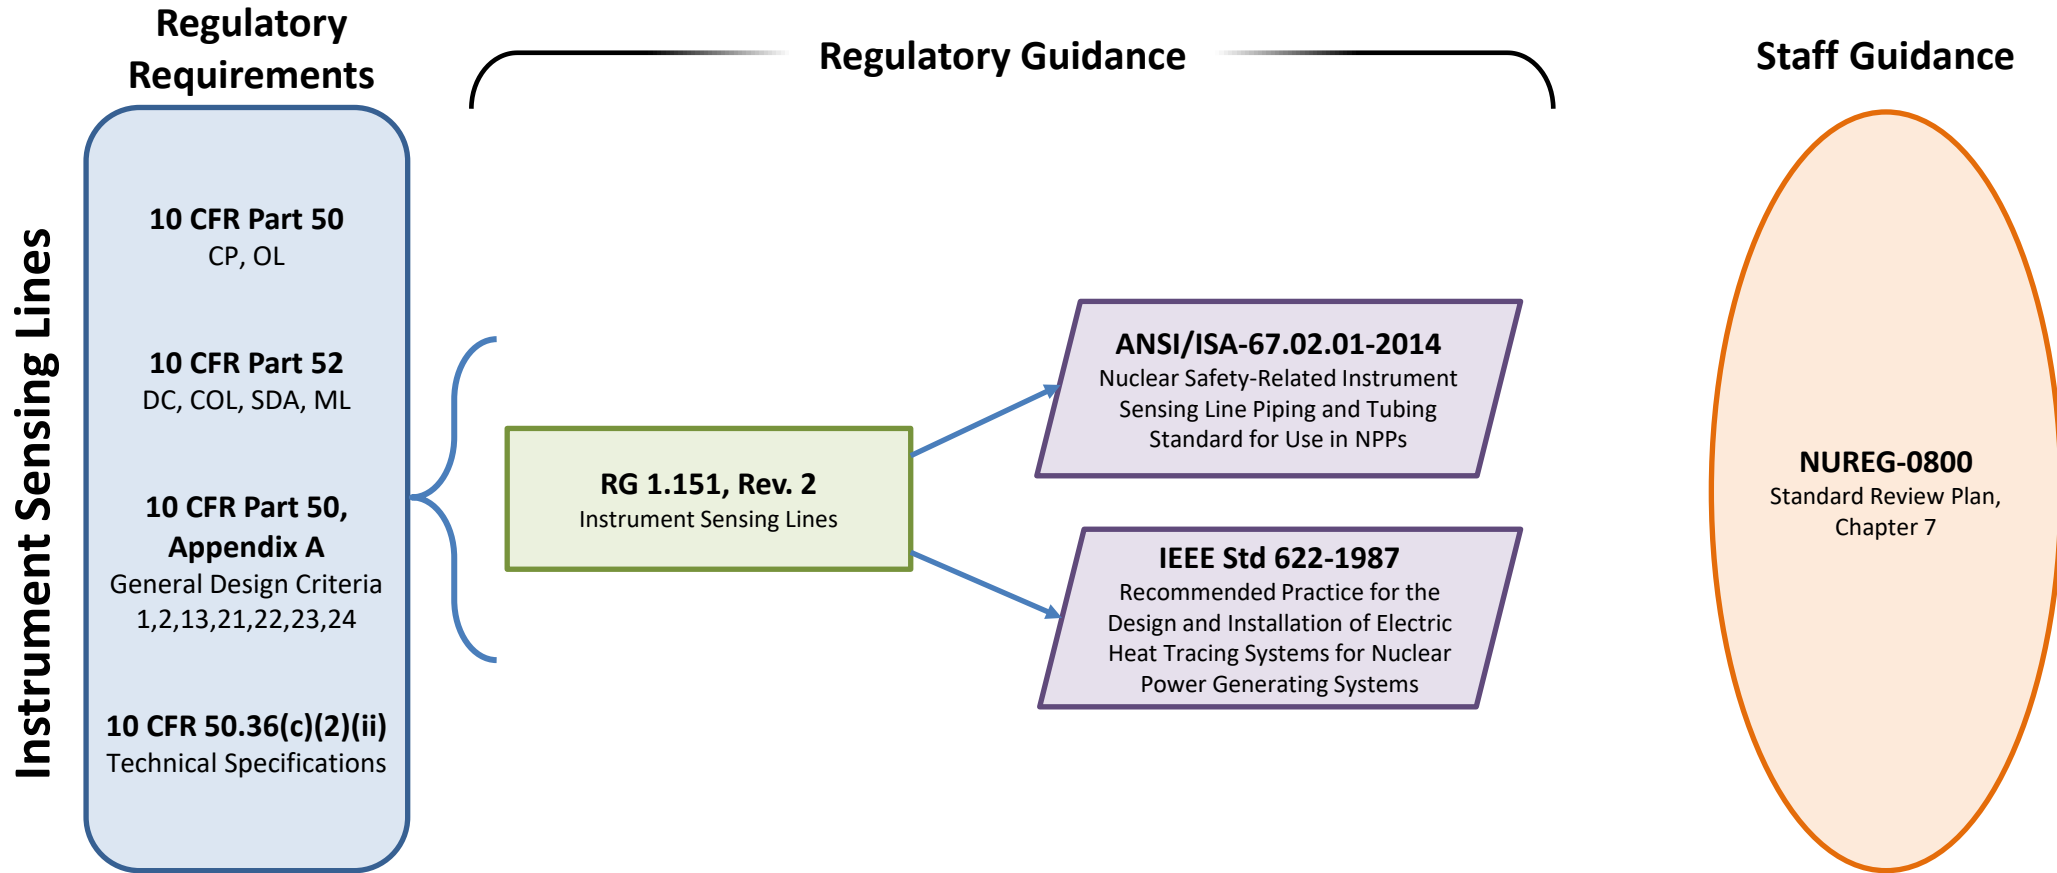 Regulatory
Requirements
Regulatory Guidance
Staff Guidance
Instrument Sensing Lines
10 CFR Part 50
CP, OL
10 CFR Part 52
DC, COL, SDA, ML
10 CFR Part 50,
Appendix A
General Design Criteria
1,2,13,21,22,23,24
10 CFR 50.36(c)(2)(ii)
Technical Specifications
RG 1.151, Rev. 2
Instrument Sensing Lines
ANSI/ISA-67.02.01-2014
Nuclear Safety-Related Instrument
Sensing Line Piping and Tubing
Standard for Use in NPPs
IEEE Std 622-1987
Recommended Practice for the
Design and Installation of Electric
Heat Tracing Systems for Nuclear
Power Generating Systems
NUREG-0800
Standard Review Plan,
Chapter 7